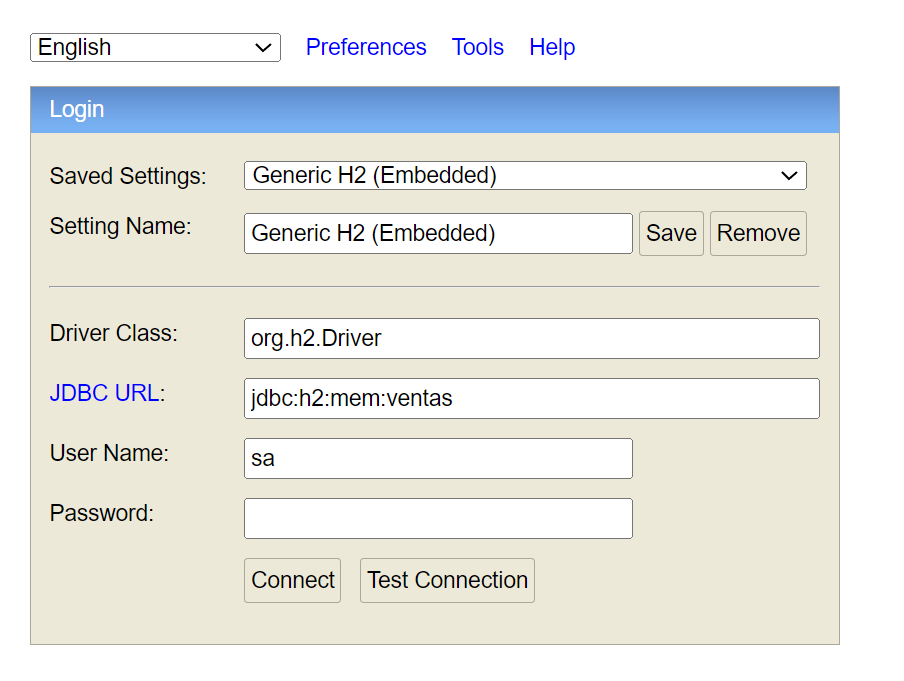 English Preferences Tools Help
Login
Saved Settings: Generic H2 (Embedded)
Setting Name: Generic H2 (Embedded) Save Remove
Driver Class: org.h2.Driver
JDBC URL: jdbc:h2:mem:ventas
User Name: sa
Password:
Connect Test Connection